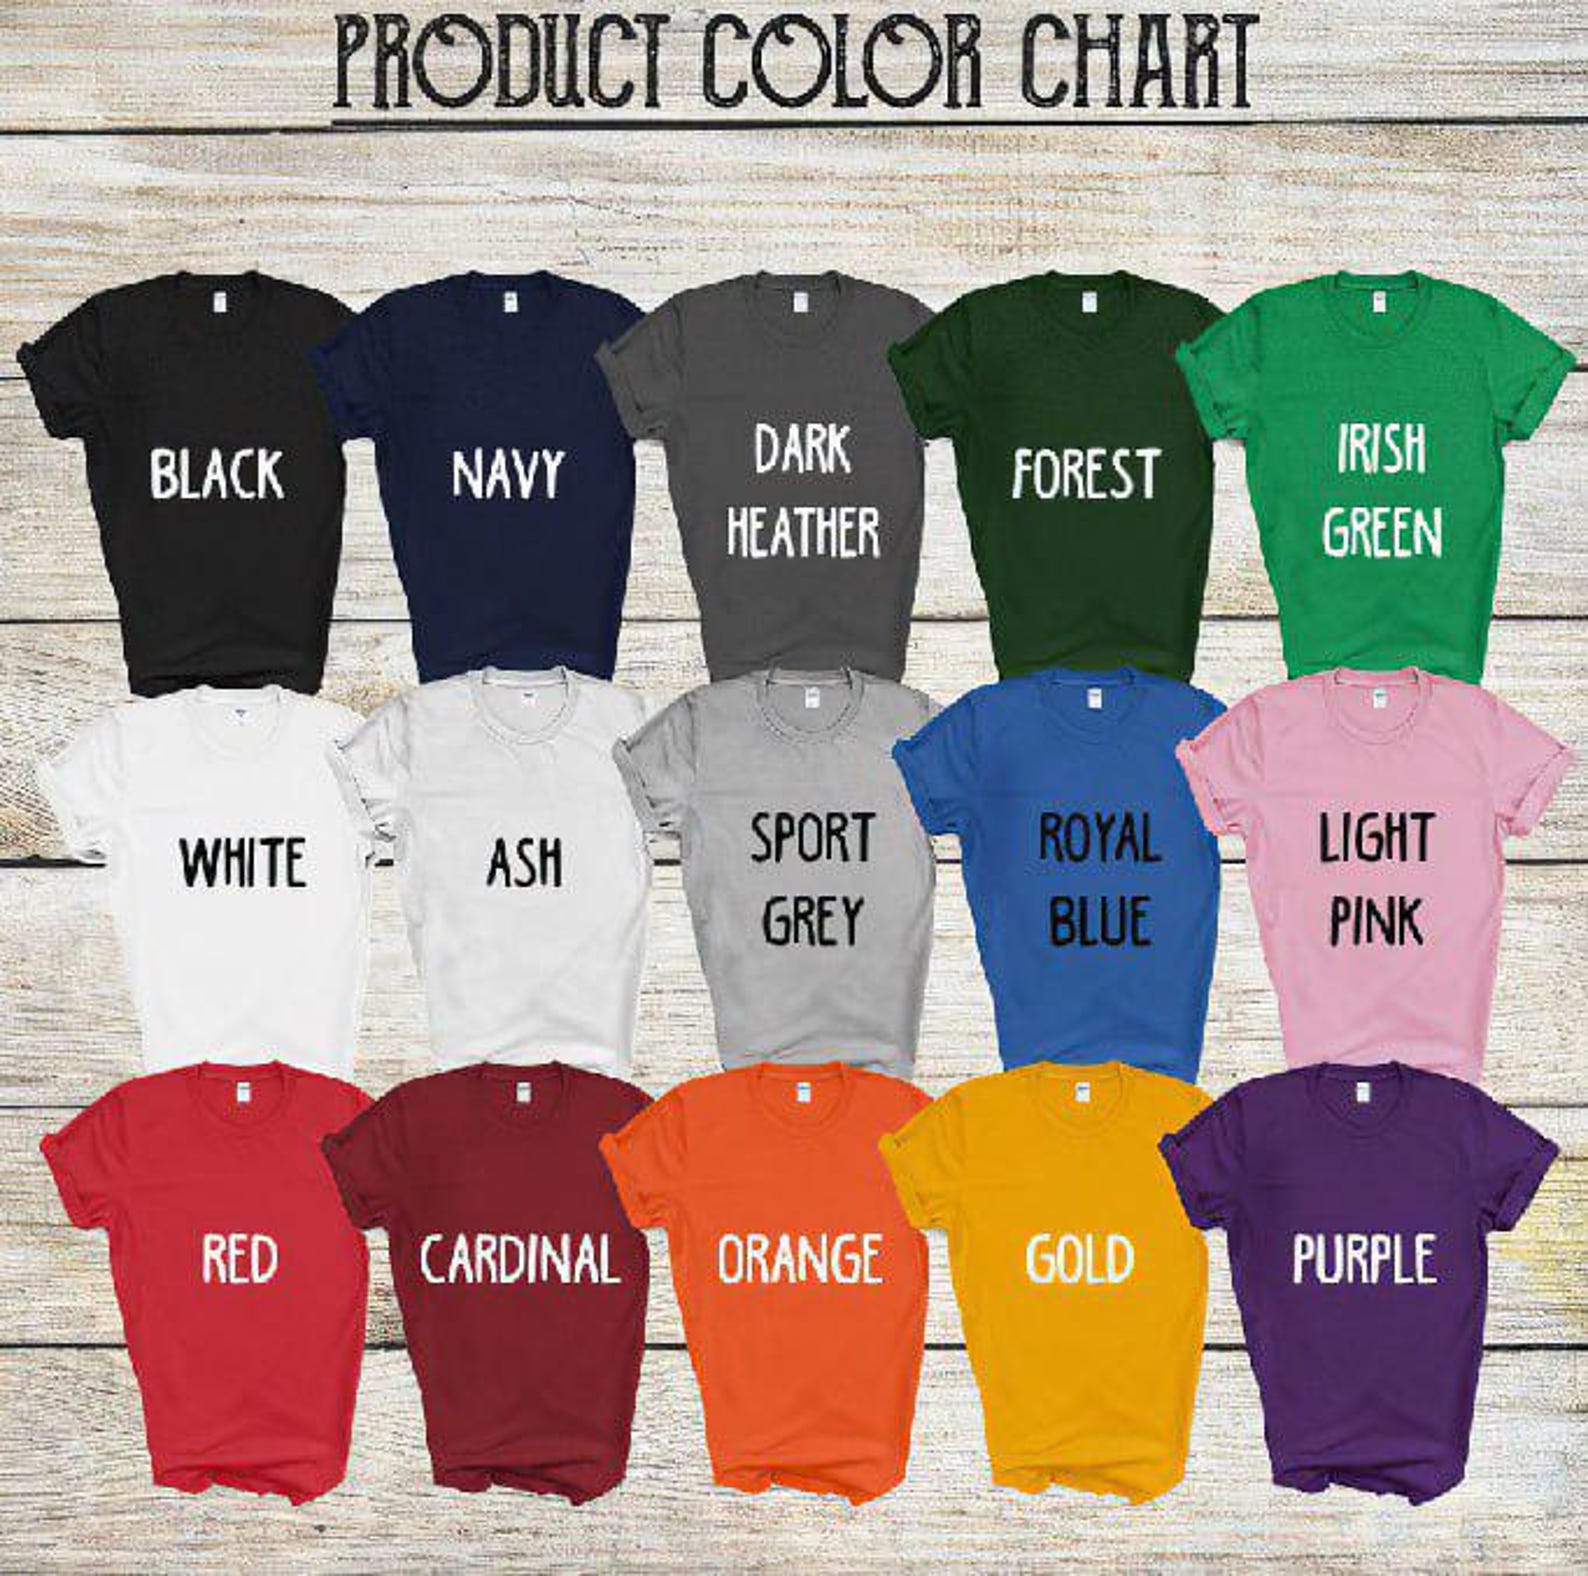 PRODUCT COLOR CHART
BLACK
NAVY
DARK
HEATHER
FOREST
IRISH
GREEN
WHITE
ASH
SPORT
GREY
ROYAL
BLUE
LIGHT
PINK
RED
CARDINAL
ORANGE
GOLD
PURPLE